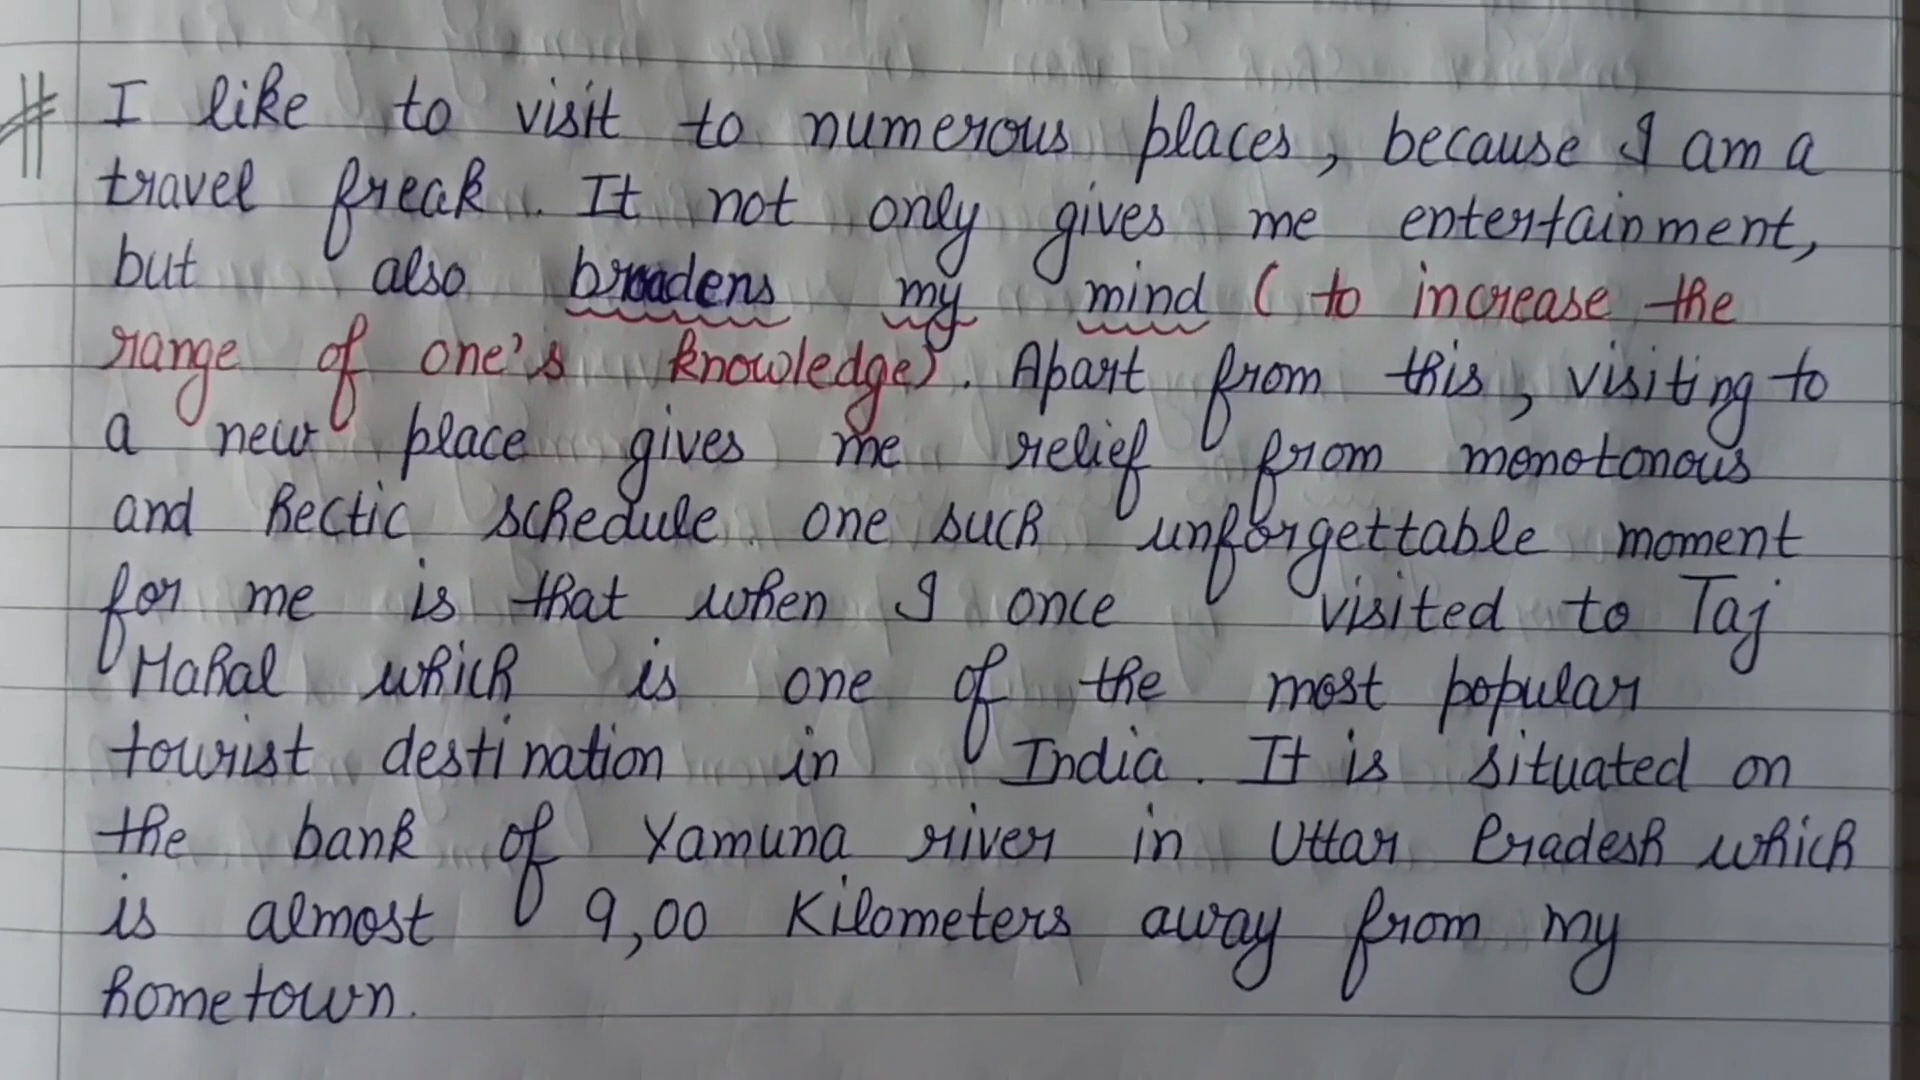 # I like to visit to numerous places, because I am a
travel freak. It not only gives me entertainment,
but also broadens my mind ( to increase the
range of one's knowledge). Apart from this, visiting to
a new place gives me relief from monotonous
and hectic schedule. one such unforgettable moment
for me is that when I once visited to Taj
Mahal which is one of the most popular
tourist destination in India. It is situated on
the bank of Yamuna river in Uttar Pradesh which
is almost 9,00 Kilometers away from my
hometown.